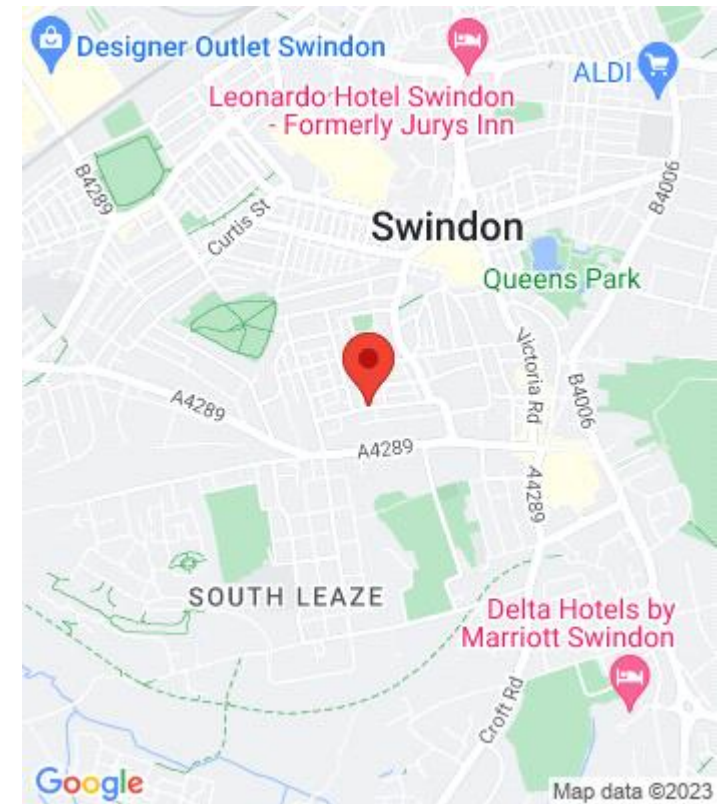 Designer Outlet Swindon
Leonardo Hotel Swindon
- Formerly Jurys Inn
ALDI
B4289
B4006
Curtis St
Swindon
Queens Park
Victoria Rd
B4006
A4289
A4289
A4289
SOUTH LEAZE
Delta Hotels by
Marriott Swindon
Croft Rd
Google
Map data ©2023